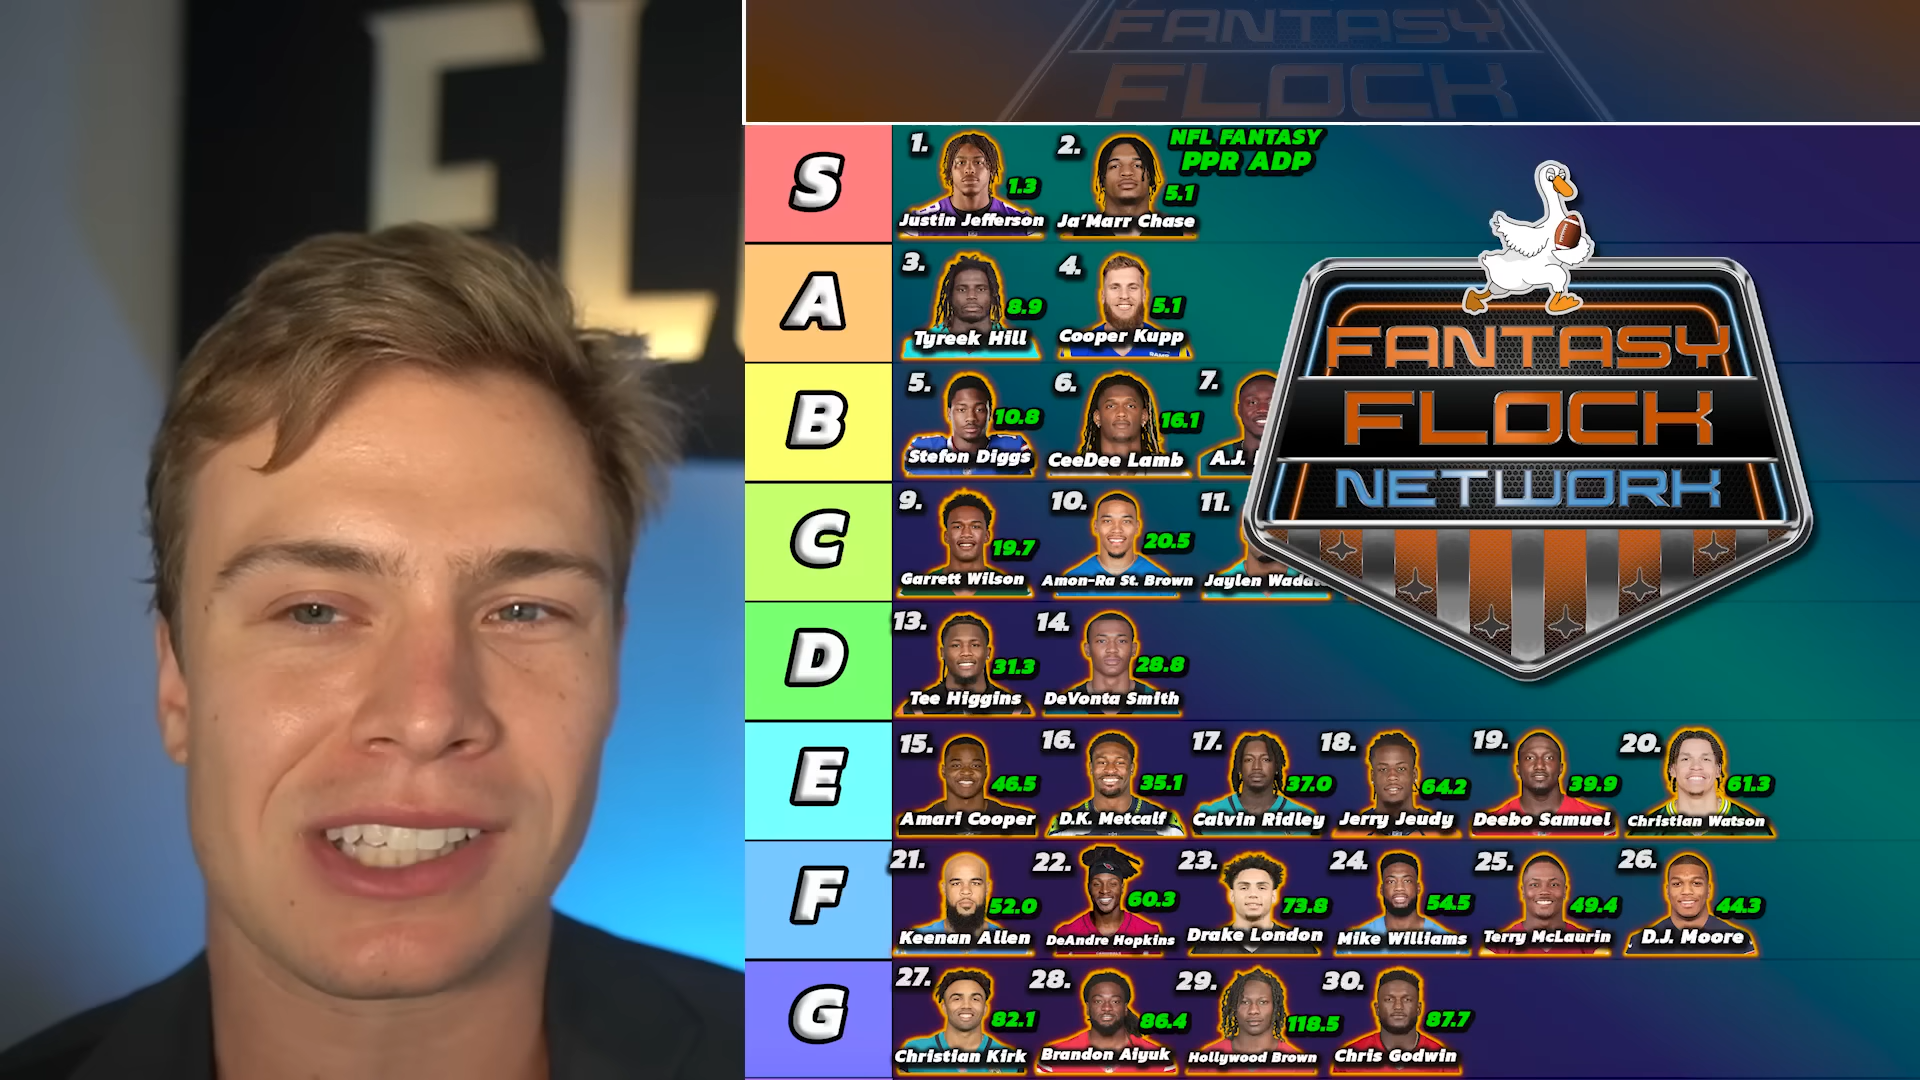 FL
FANTASY
FLOCK
S
1.
1.3
Justin Jefferson
2.
5.1
Ja'Marr Chase
NFL FANTASY
PPR ADP
A
3.
8.9
Tyreek Hill
4.
5.1
Cooper Kupp
B
5.
10.8
Stefon Diggs
6.
16.1
CeeDee Lamb
7.
A.J.
C
9.
19.7
Garrett Wilson
10.
20.5
Amon-Ra St. Brown
11.
Jaylen Wadd
FANTASY
FLOCK
NETWORK
D
13.
31.3
Tee Higgins
14.
28.8
DeVonta Smith
E
15.
46.5
Amari Cooper
16.
35.1
D.K. Metcalf
17.
37.0
Calvin Ridley
18.
64.2
Jerry Jeudy
19.
39.9
Deebo Samuel
20.
61.3
Christian Watson
F
21.
52.0
Keenan Allen
22.
60.3
DeAndre Hopkins
23.
73.8
Drake London
24.
54.5
Mike Williams
25.
49.4
Terry McLaurin
26.
44.3
D.J. Moore
G
27.
82.1
Christian Kirk
28.
86.4
Brandon Aiyuk
29.
118.5
Hollywood Brown
30.
87.7
Chris Godwin